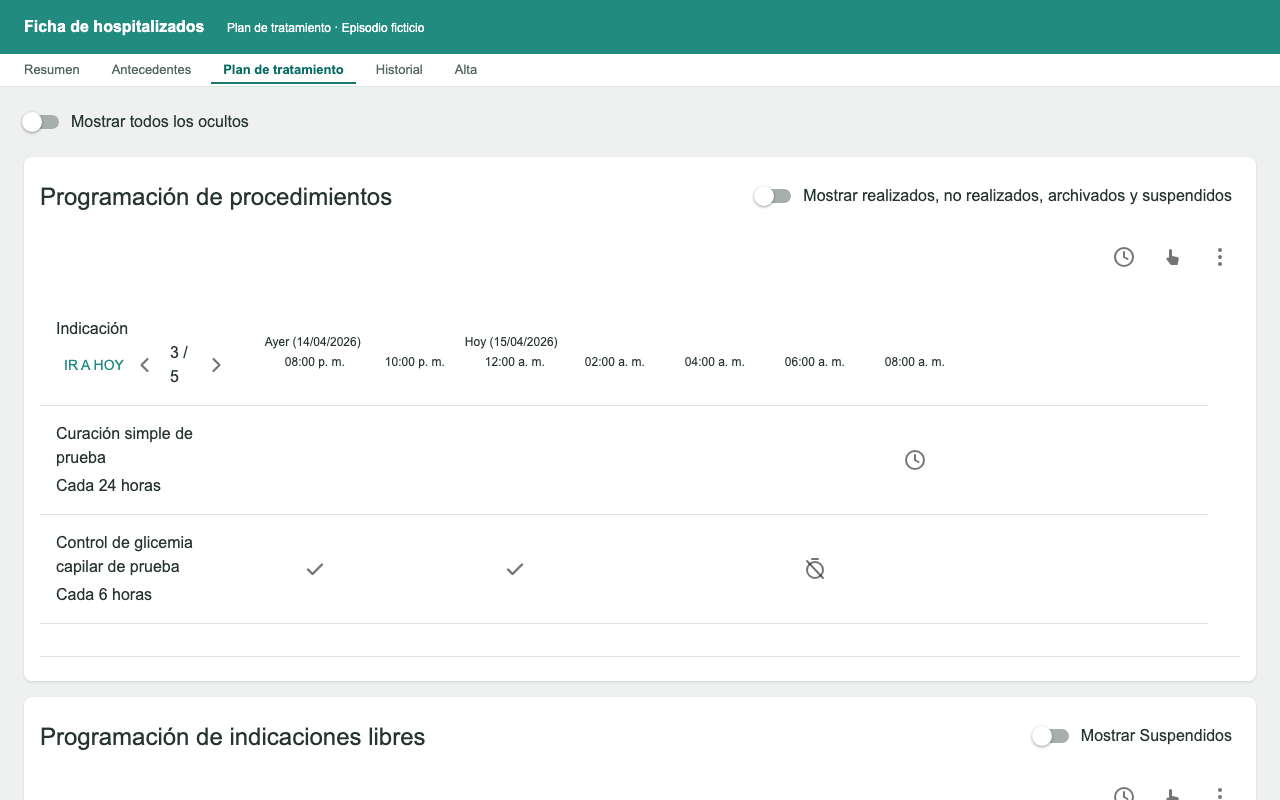 Ficha de hospitalizados
Plan de tratamiento · Episodio ficticio
Resumen
Antecedentes
Plan de tratamiento
Historial
Alta
Mostrar todos los ocultos
Programación de procedimientos
Mostrar realizados, no realizados, archivados y suspendidos
Indicación
IR A HOY
3 /
5
Ayer (14/04/2026)
Hoy (15/04/2026)
08:00 p. m.
10:00 p. m.
12:00 a. m.
02:00 a. m.
04:00 a. m.
06:00 a. m.
08:00 a. m.
Curación simple de
prueba
Cada 24 horas
Control de glicemia
capilar de prueba
Cada 6 horas
Programación de indicaciones libres
Mostrar Suspendidos